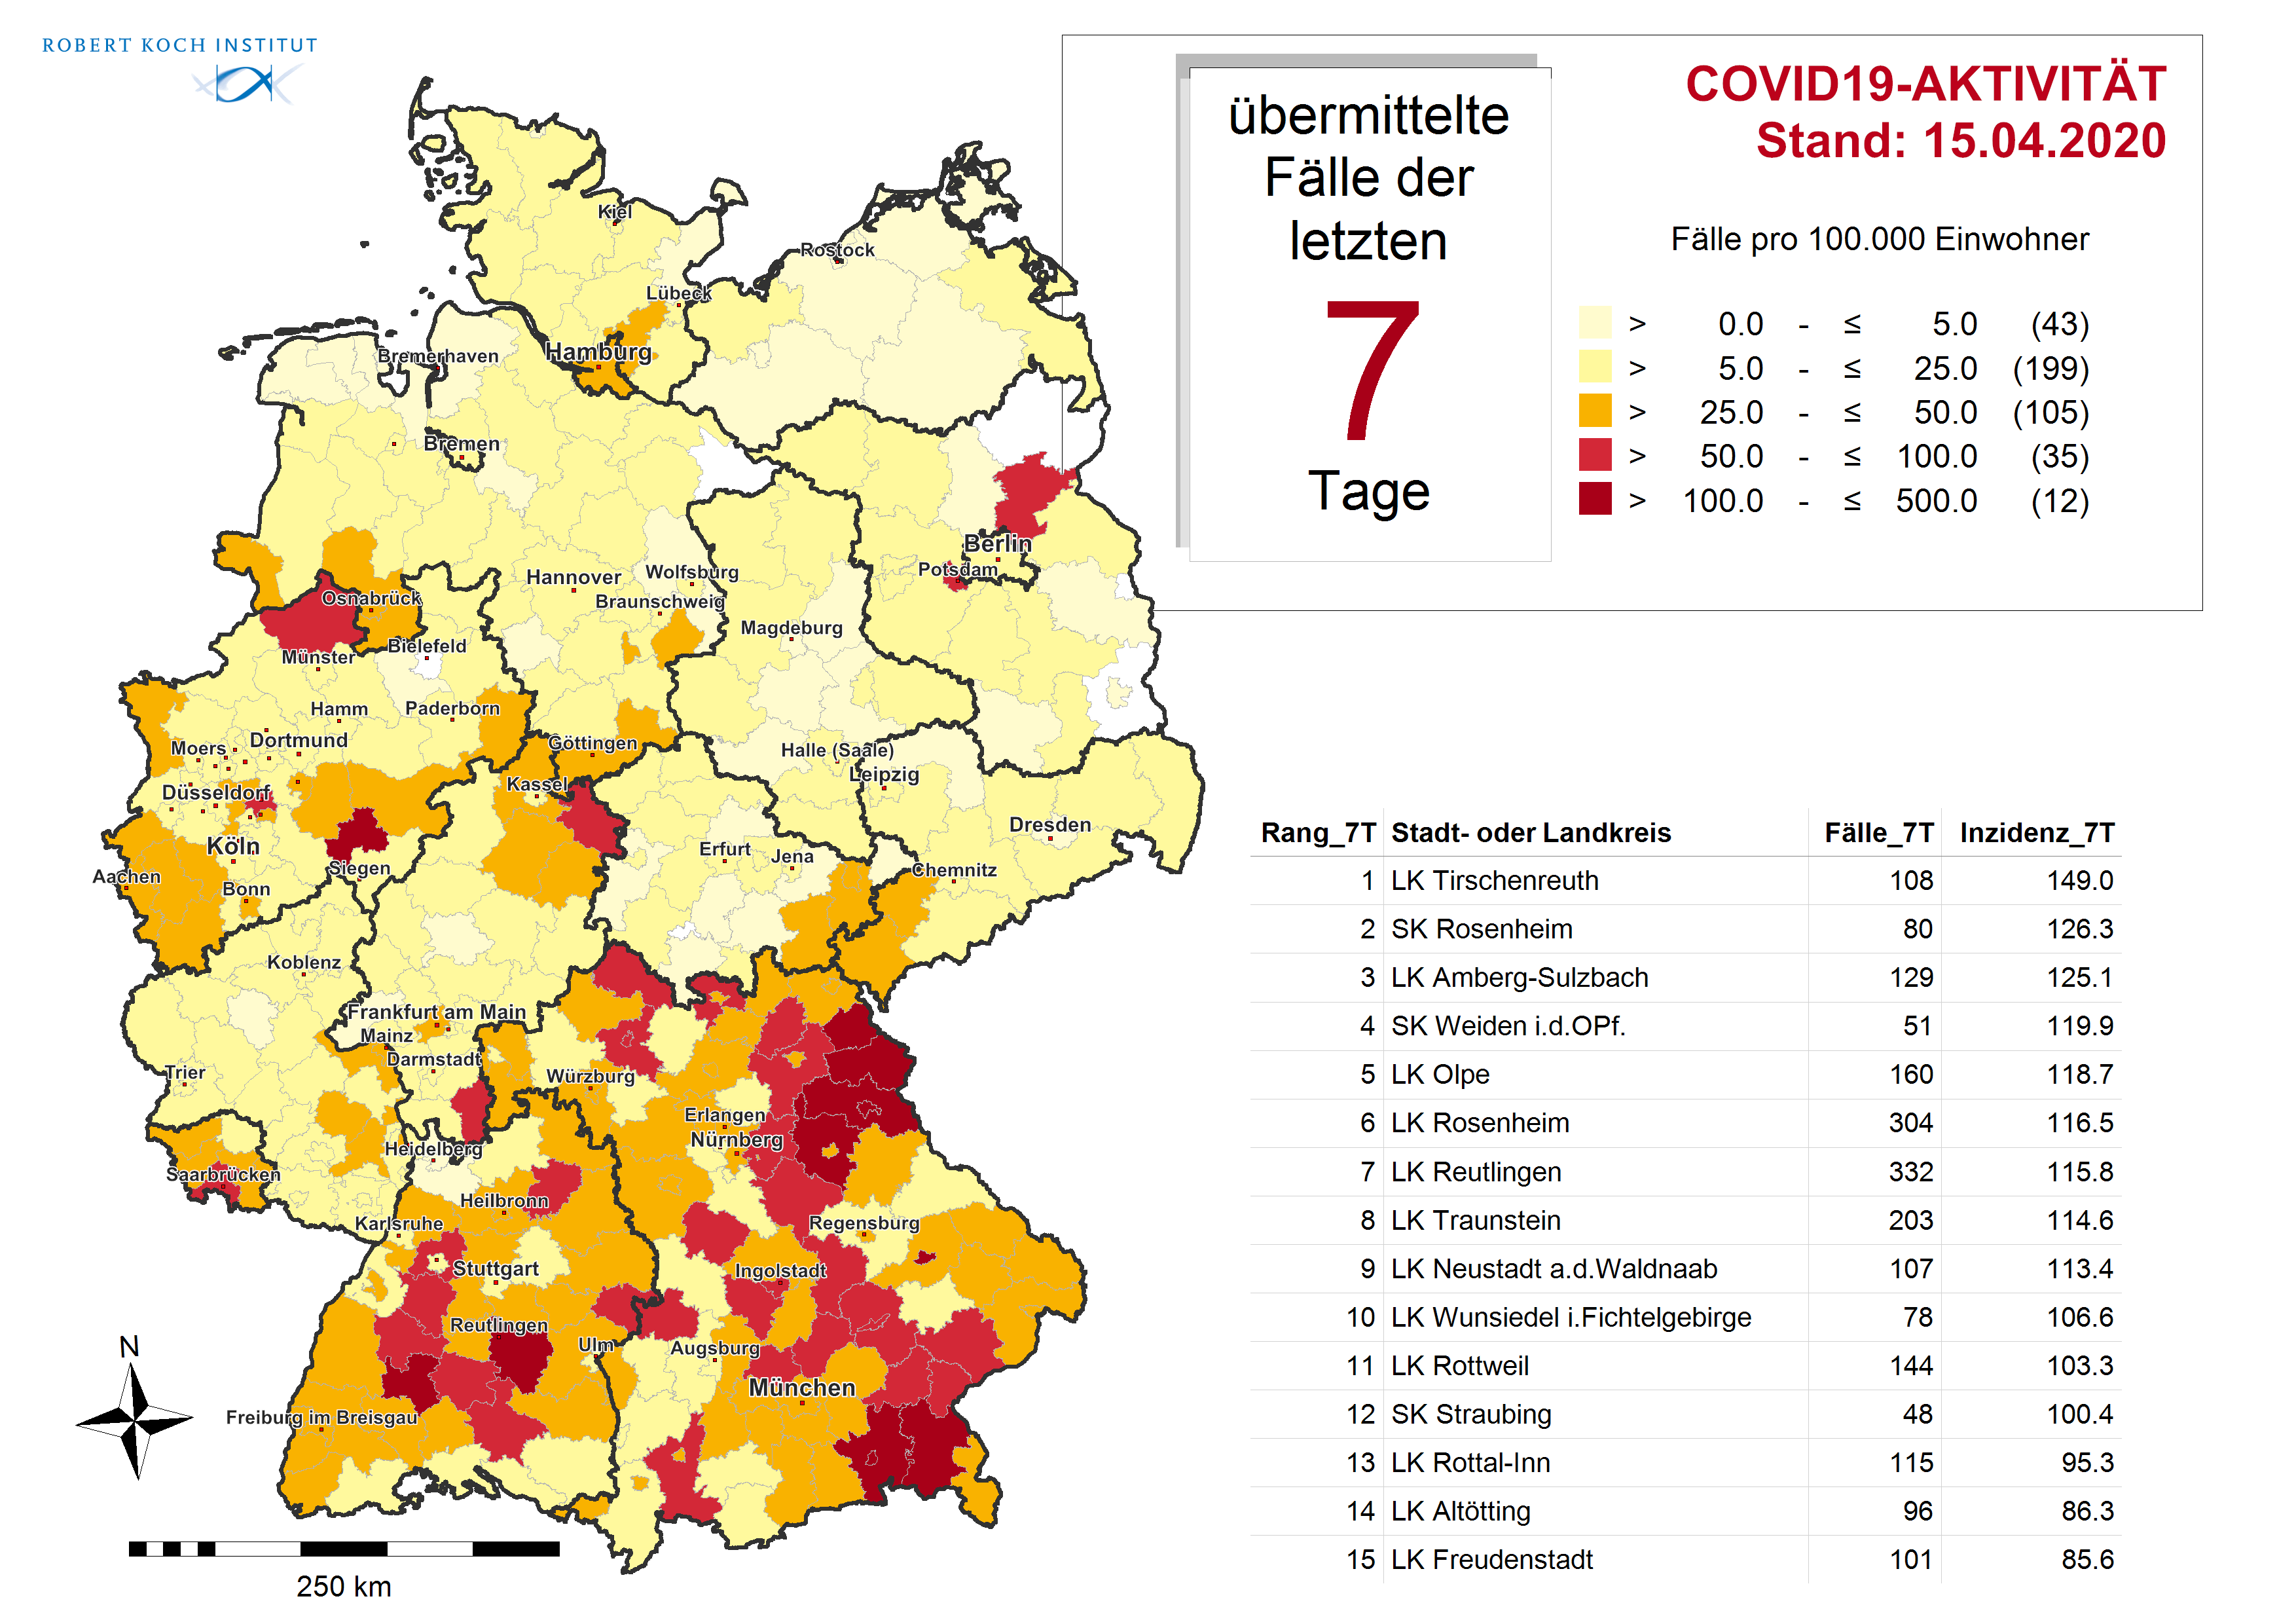 ROBERT KOCH INSTITUT
übermittelte
Fälle der
letzten
7
Tage
COVID19-AKTIVITÄT
Stand: 15.04.2020
Fälle pro 100.000 Einwohner
> 0.0 - ≤ 5.0 (43)
> 5.0 - ≤ 25.0 (199)
> 25.0 - ≤ 50.0 (105)
> 50.0 - ≤ 100.0 (35)
> 100.0 - ≤ 500.0 (12)
Kiel
Rostock
Lübeck
Hamburg
Bremerhaven
Bremen
Berlin
Potsdam
Hannover
Wolfsburg
Osnabrück
Braunschweig
Magdeburg
Bielefeld
Münster
Hamm
Paderborn
Moers
Dortmund
Göttingen
Halle (Saale)
Leipzig
Kassel
Düsseldorf
Dresden
Köln
Erfurt
Jena
Siegen
Chemnitz
Aachen
Bonn
Koblenz
Frankfurt am Main
Mainz
Darmstadt
Trier
Würzburg
Erlangen
Nürnberg
Heidelberg
Saarbrücken
Heilbronn
Karlsruhe
Regensburg
Stuttgart
Ingolstadt
Reutlingen
Ulm
Augsburg
München
Freiburg im Breisgau
N
250 km
Rang_7T Stadt- oder Landkreis Fälle_7T Inzidenz_7T
1 LK Tirschenreuth 108 149.0
2 SK Rosenheim 80 126.3
3 LK Amberg-Sulzbach 129 125.1
4 SK Weiden i.d.OPf. 51 119.9
5 LK Olpe 160 118.7
6 LK Rosenheim 304 116.5
7 LK Reutlingen 332 115.8
8 LK Traunstein 203 114.6
9 LK Neustadt a.d.Waldnaab 107 113.4
10 LK Wunsiedel i.Fichtelgebirge 78 106.6
11 LK Rottweil 144 103.3
12 SK Straubing 48 100.4
13 LK Rottal-Inn 115 95.3
14 LK Altötting 96 86.3
15 LK Freudenstadt 101 85.6